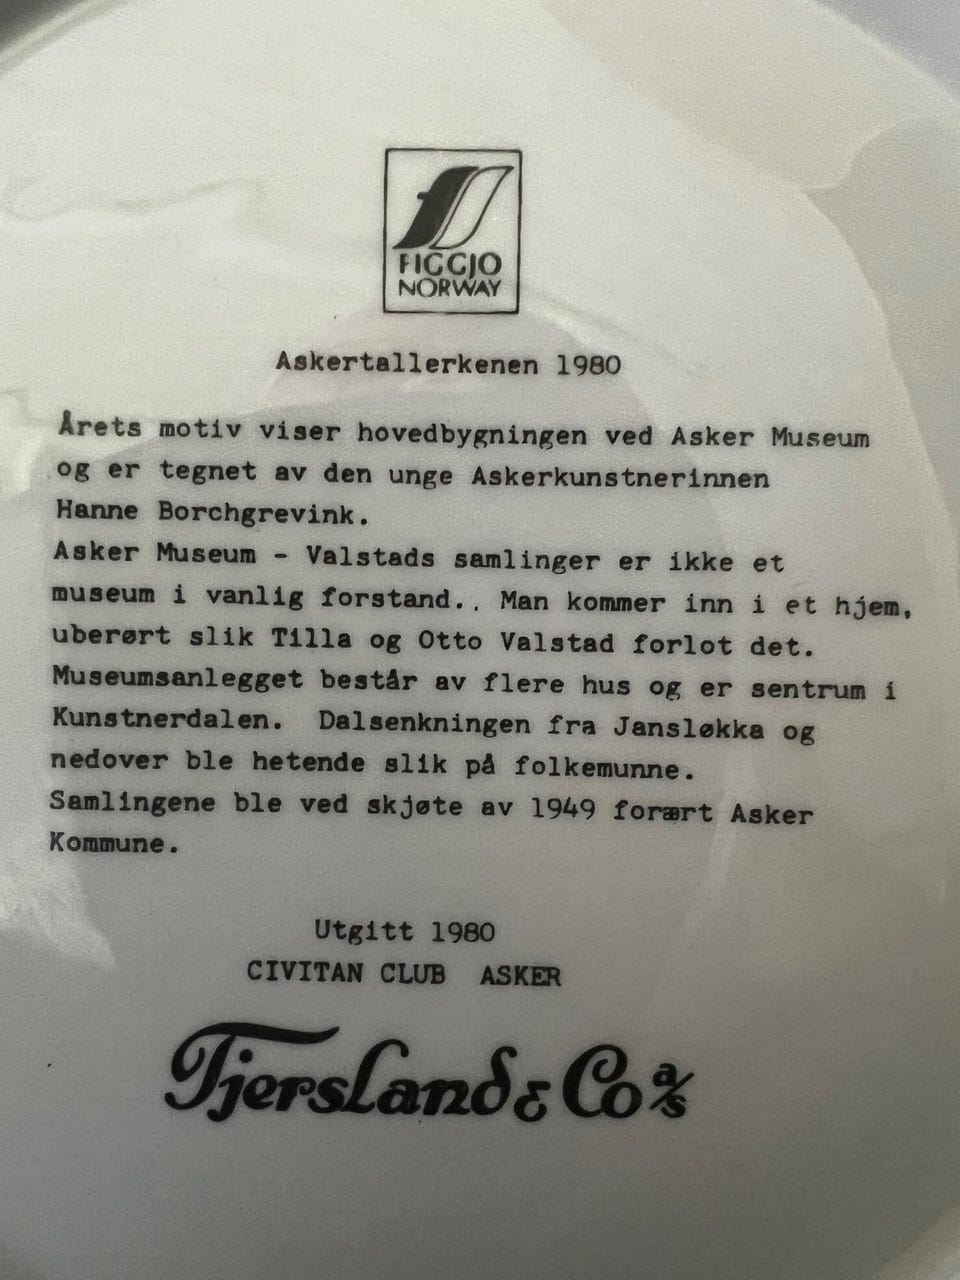 FIGGJO
NORWAY
Askertallerkenen 1980
Årets motiv viser hovedbygningen ved Asker Museum
og er tegnet av den unge Askerkunstnerinnen
Hanne Borchgrevink.
Asker Museum - Valstads samlinger er ikke et
museum i vanlig forstand.. Man kommer inn i et hjem,
uberørt slik Tilla og Otto Valstad forlot det.
Museumsanlegget består av flere hus og er sentrum i
Kunstnerdalen. Dalsenkningen fra Jansløkka og
nedover ble hetende slik på folkemunne.
Samlingene ble ved skjøte av 1949 forært Asker
Kommune.
Utgitt 1980
CIVITAN CLUB ASKER
Tjersland & Co a/s